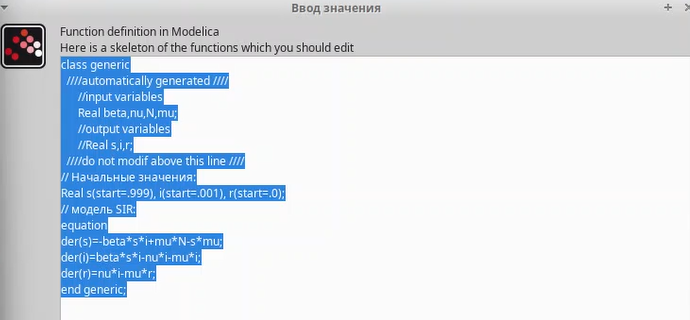 Ввод значения
Function definition in Modelica
Here is a skeleton of the functions which you should edit
class generic
////automatically generated ////
//input variables
Real beta,nu,N,mu;
//output variables
//Real s,i,r;
////do not modif above this line ////
// Начальные значения:
Real s(start=.999), i(start=.001), r(start=.0);
// модель SIR:
equation
der(s)=-beta*s*i+mu*N-s*mu;
der(i)=beta*s*i-nu*i-mu*i;
der(r)=nu*i-mu*r;
end generic;